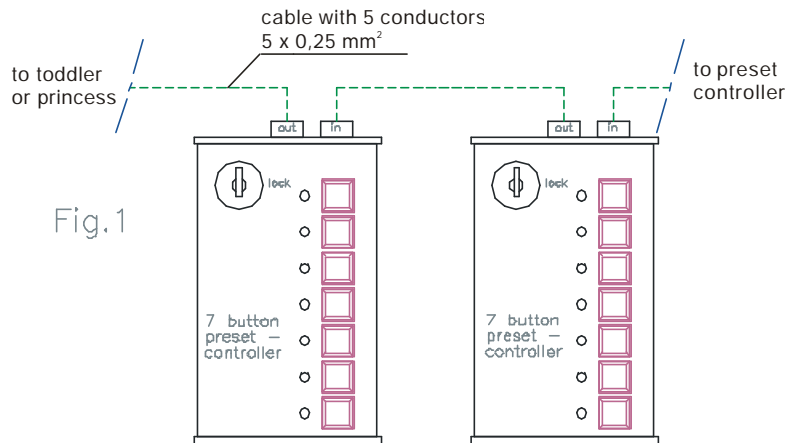 cable with 5 conductors
5 x 0,25 mm²
to toddler
or princess
to preset
controller
out
in
out
in
lock
lock
Fig.1
7 button
preset –
controller
7 button
preset –
controller